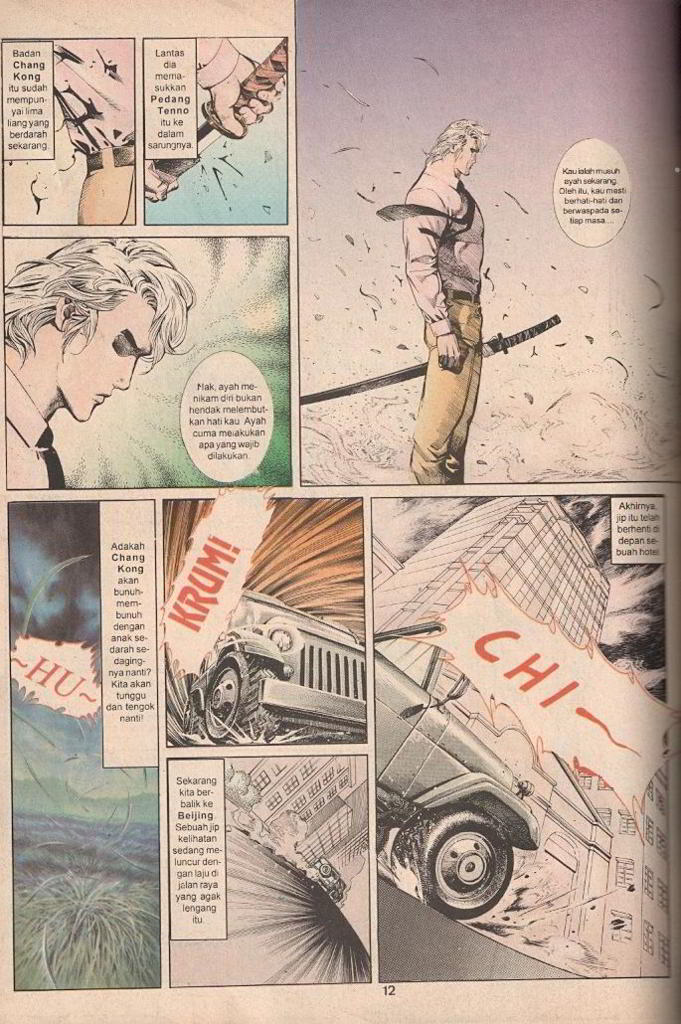 Badan
Chang
Kong
itu sudah
mempun-
yai lima
liang yang
berdarah
sekarang.
Lantas
dia
mema-
sukkan
Pedang
Tenno
itu ke
dalam
sarungnya.
Kau ialah musuh
ayah sekarang.
Oleh itu, kau mesti
berhati-hati dan
berwaspada se-
tiap masa....
Nak, ayah me-
nikam diri bukan
hendak melembut-
kan hati kau. Ayah
cuma melakukan
apa yang wajib
dilakukan.
Adakah
Chang
Kong
akan
bunuh-
mem-
bunuh
dengan
anak se-
darah se-
daging-
nya nanti?
Kita akan
tunggu
dan tengok
nanti!
~HU~
KRUM!
Akhirnya,
jip itu telah
berhenti di
depan se-
buah hotel
CHI~
Sekarang
kita ber-
balik ke
Beijing.
Sebuah jip
kelihatan
sedang me-
luncur den-
gan laju di
jalan raya
yang agak
lengang
itu.
12